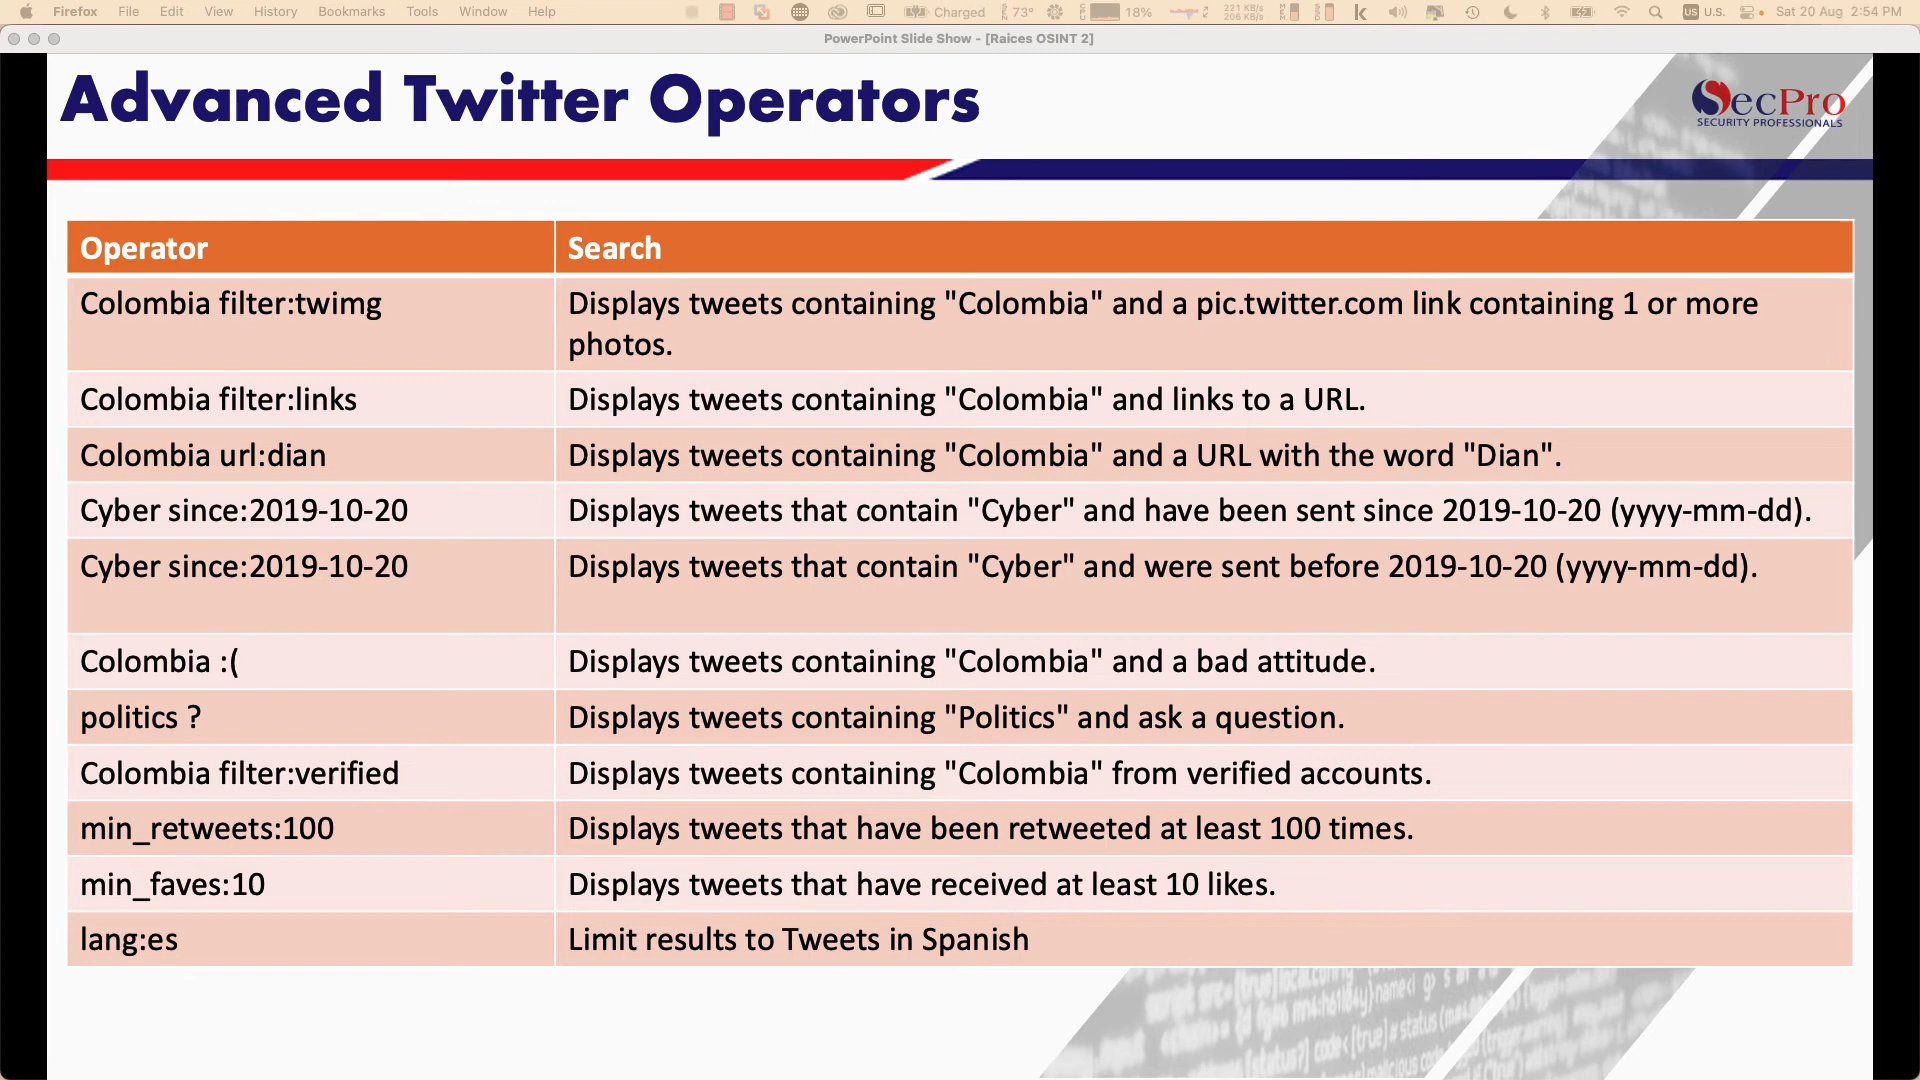 Firefox File Edit View History Bookmarks Tools Window Help Charged 73° 18% 221 KB/s 206 KB/s U.S. Sat 20 Aug 2:54 PM
PowerPoint Slide Show - [Raices OSINT 2]
Advanced Twitter Operators
SecPro
SECURITY PROFESSIONALS
Operator Search
Colombia filter:twimg Displays tweets containing "Colombia" and a pic.twitter.com link containing 1 or more
photos.
Colombia filter:links Displays tweets containing "Colombia" and links to a URL.
Colombia url:dian Displays tweets containing "Colombia" and a URL with the word "Dian".
Cyber since:2019-10-20 Displays tweets that contain "Cyber" and have been sent since 2019-10-20 (yyyy-mm-dd).
Cyber since:2019-10-20 Displays tweets that contain "Cyber" and were sent before 2019-10-20 (yyyy-mm-dd).
Colombia :( Displays tweets containing "Colombia" and a bad attitude.
politics ? Displays tweets containing "Politics" and ask a question.
Colombia filter:verified Displays tweets containing "Colombia" from verified accounts.
min_retweets:100 Displays tweets that have been retweeted at least 100 times.
min_faves:10 Displays tweets that have received at least 10 likes.
lang:es Limit results to Tweets in Spanish